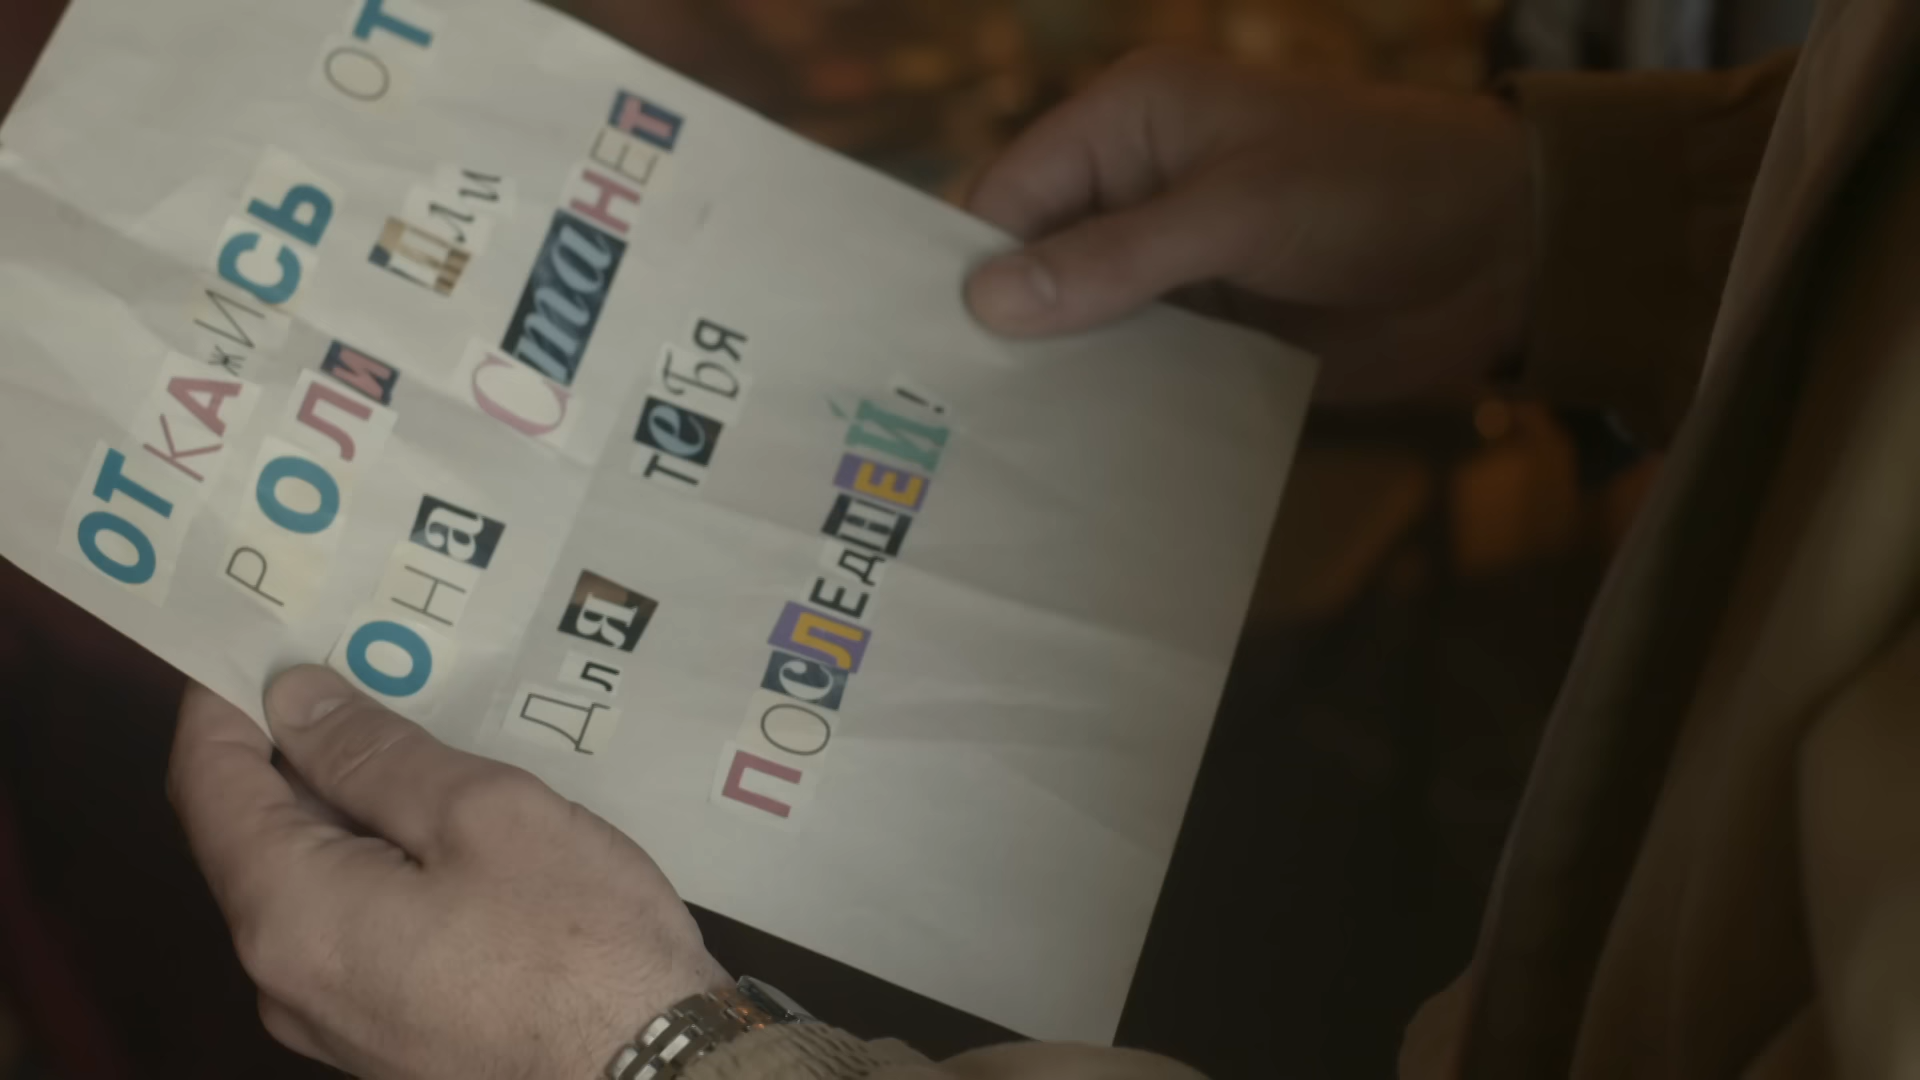 ОТКАжИСЬ ОТ
РОЛИ Или
ОНа СтаНЕТ
Для теБЯ
ПОСЛЕДНЕЙ!